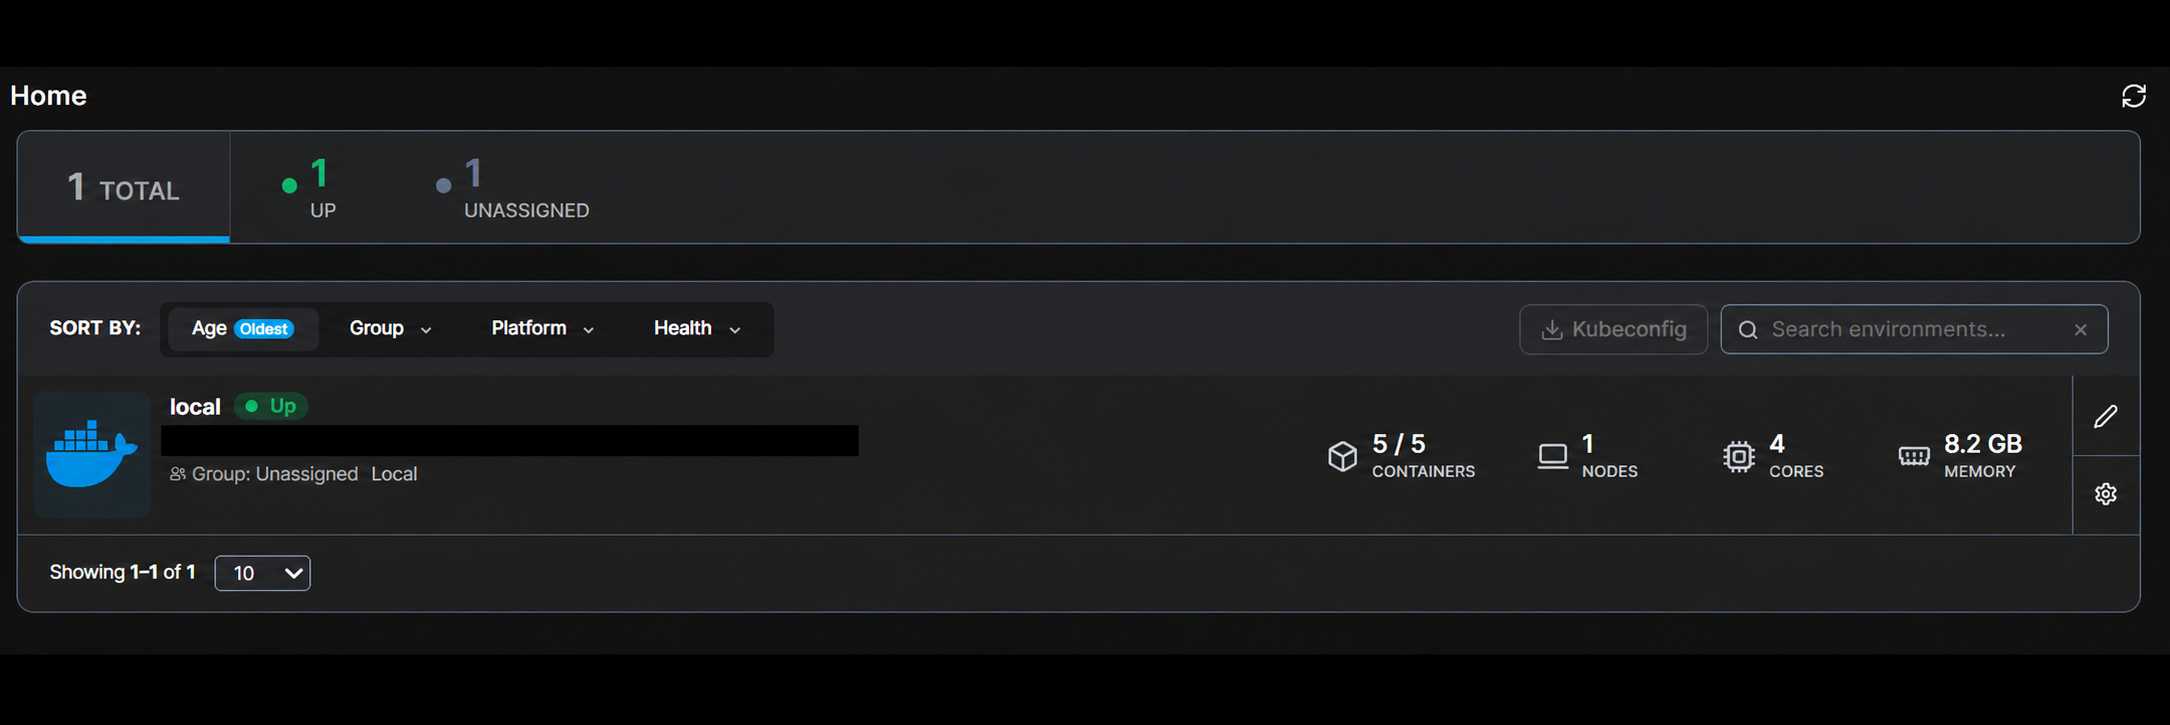 Home
1 TOTAL
1
UP
1
UNASSIGNED
SORT BY: Age Oldest Group Platform Health
Kubeconfig
Search environments...
local Up
Group: Unassigned Local
5 / 5
CONTAINERS
1
NODES
4
CORES
8.2 GB
MEMORY
Showing 1–1 of 1 10